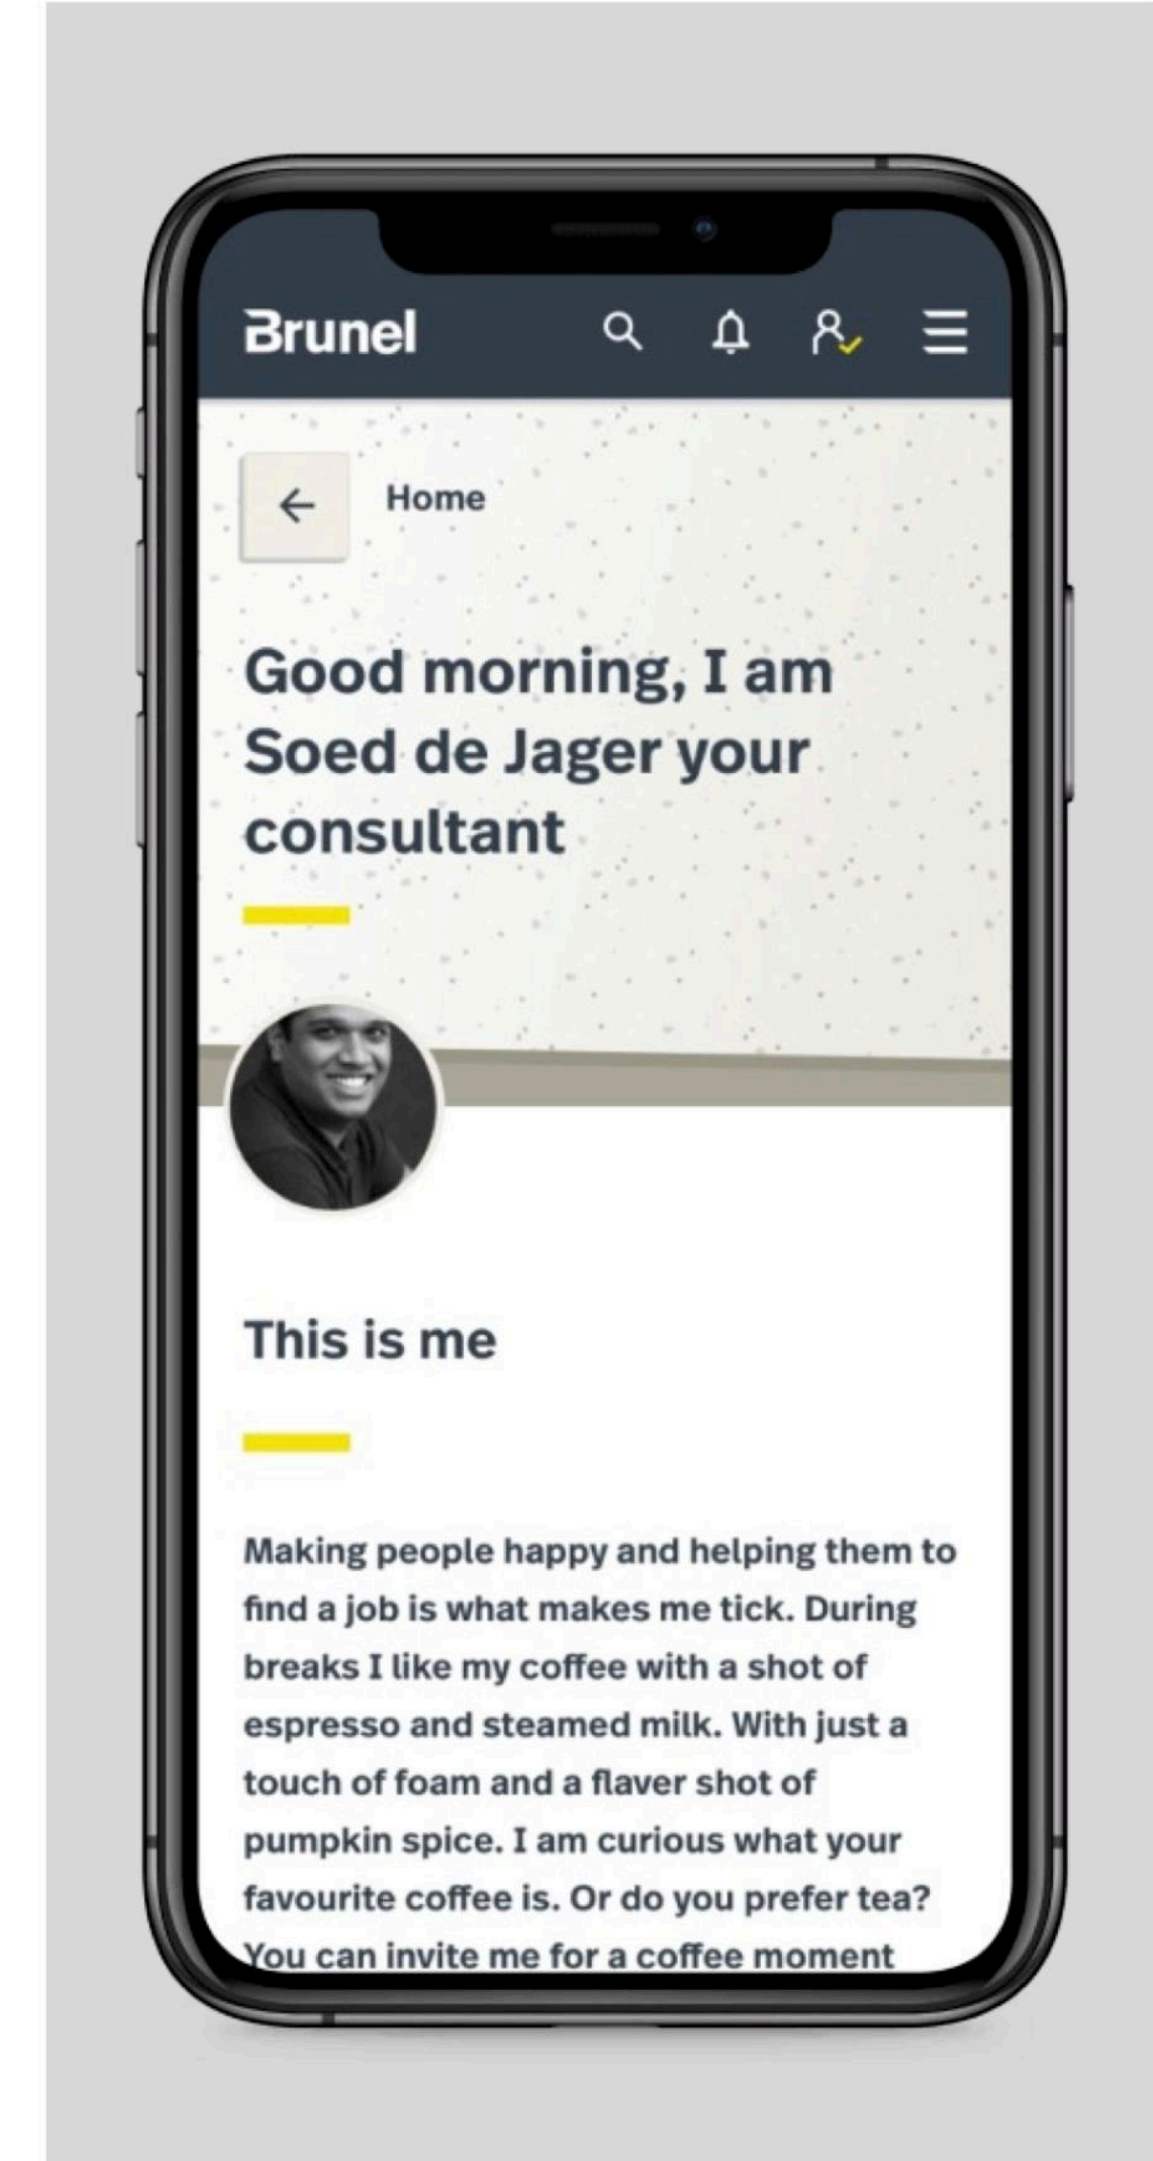 Brunel
Home
Good morning, I am
Soed de Jager your
consultant
This is me
Making people happy and helping them to
find a job is what makes me tick. During
breaks I like my coffee with a shot of
espresso and steamed milk. With just a
touch of foam and a flaver shot of
pumpkin spice. I am curious what your
favourite coffee is. Or do you prefer tea?
You can invite me for a coffee moment